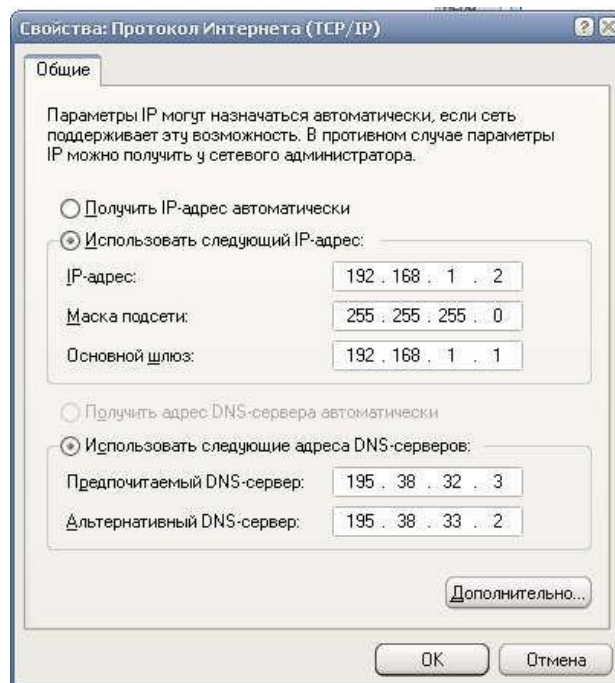 Свойства: Протокол Интернета (TCP/IP)
Общие
Параметры IP могут назначаться автоматически, если сеть
поддерживает эту возможность. В противном случае параметры
IP можно получить у сетевого администратора.
Получить IP-адрес автоматически
Использовать следующий IP-адрес:
IP-адрес: 192 . 168 . 1 . 2
Маска подсети: 255 . 255 . 255 . 0
Основной шлюз: 192 . 168 . 1 . 1
Получить адрес DNS-сервера автоматически
Использовать следующие адреса DNS-серверов:
Предпочитаемый DNS-сервер: 195 . 38 . 32 . 3
Альтернативный DNS-сервер: 195 . 38 . 33 . 2
Дополнительно...
OK Отмена